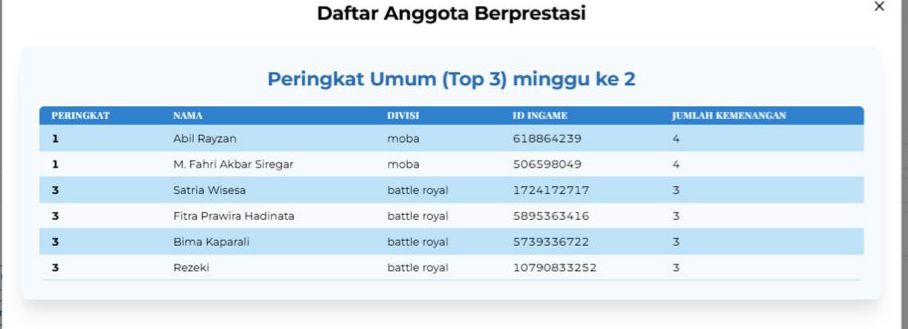 Daftar Anggota Berprestasi
×
Peringkat Umum (Top 3) minggu ke 2
PERINGKAT NAMA DIVISI ID INGAME JUMLAH KEMENANGAN
1 Abil Rayzan moba 618864239 4
1 M. Fahri Akbar Siregar moba 506598049 4
3 Satria Wisesa battle royal 1724172717 3
3 Fitra Prawira Hadinata battle royal 5895363416 3
3 Bima Kaparali battle royal 5739336722 3
3 Rezeki battle royal 10790833252 3